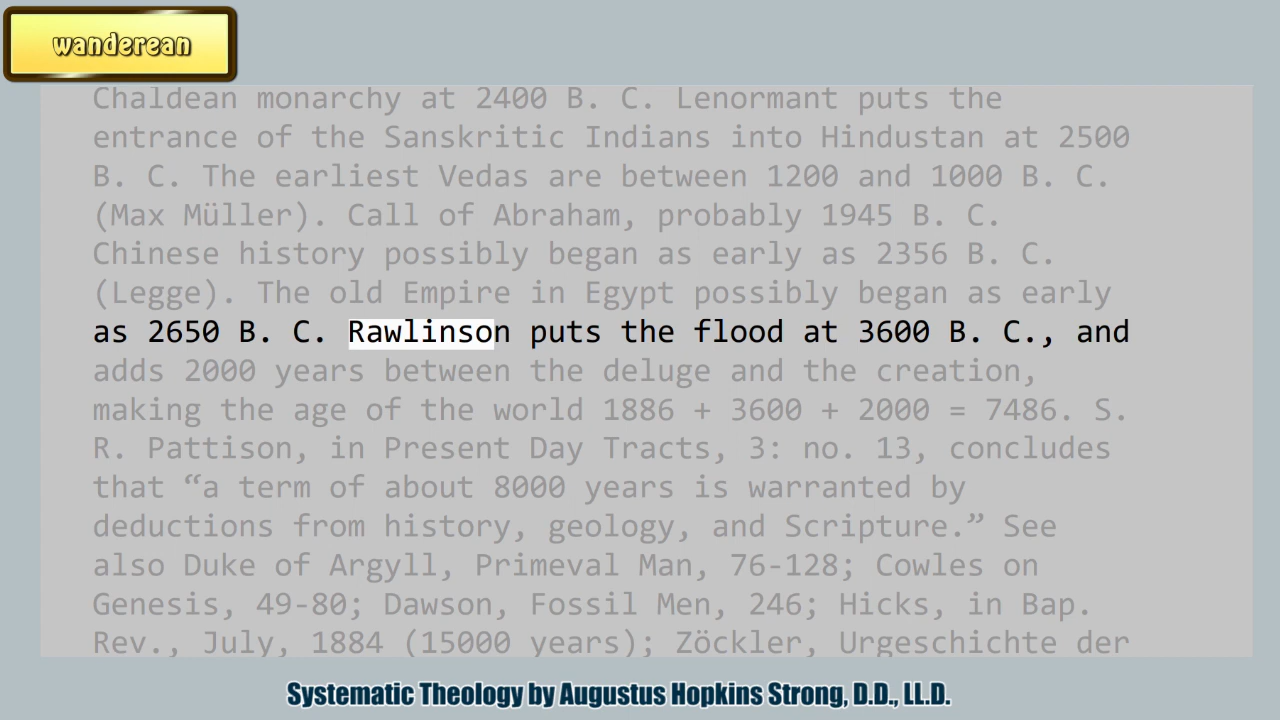 wanderean
Chaldean monarchy at 2400 B. C. Lenormant puts the
entrance of the Sanskritic Indians into Hindustan at 2500
B. C. The earliest Vedas are between 1200 and 1000 B. C.
(Max Müller). Call of Abraham, probably 1945 B. C.
Chinese history possibly began as early as 2356 B. C.
(Legge). The old Empire in Egypt possibly began as early
as 2650 B. C. Rawlinson puts the flood at 3600 B. C., and
adds 2000 years between the deluge and the creation,
making the age of the world 1886 + 3600 + 2000 = 7486. S.
R. Pattison, in Present Day Tracts, 3: no. 13, concludes
that “a term of about 8000 years is warranted by
deductions from history, geology, and Scripture.” See
also Duke of Argyll, Primeval Man, 76-128; Cowles on
Genesis, 49-80; Dawson, Fossil Men, 246; Hicks, in Bap.
Rev., July, 1884 (15000 years); Zöckler, Urgeschichte der
Systematic Theology by Augustus Hopkins Strong, D.D., LL.D.